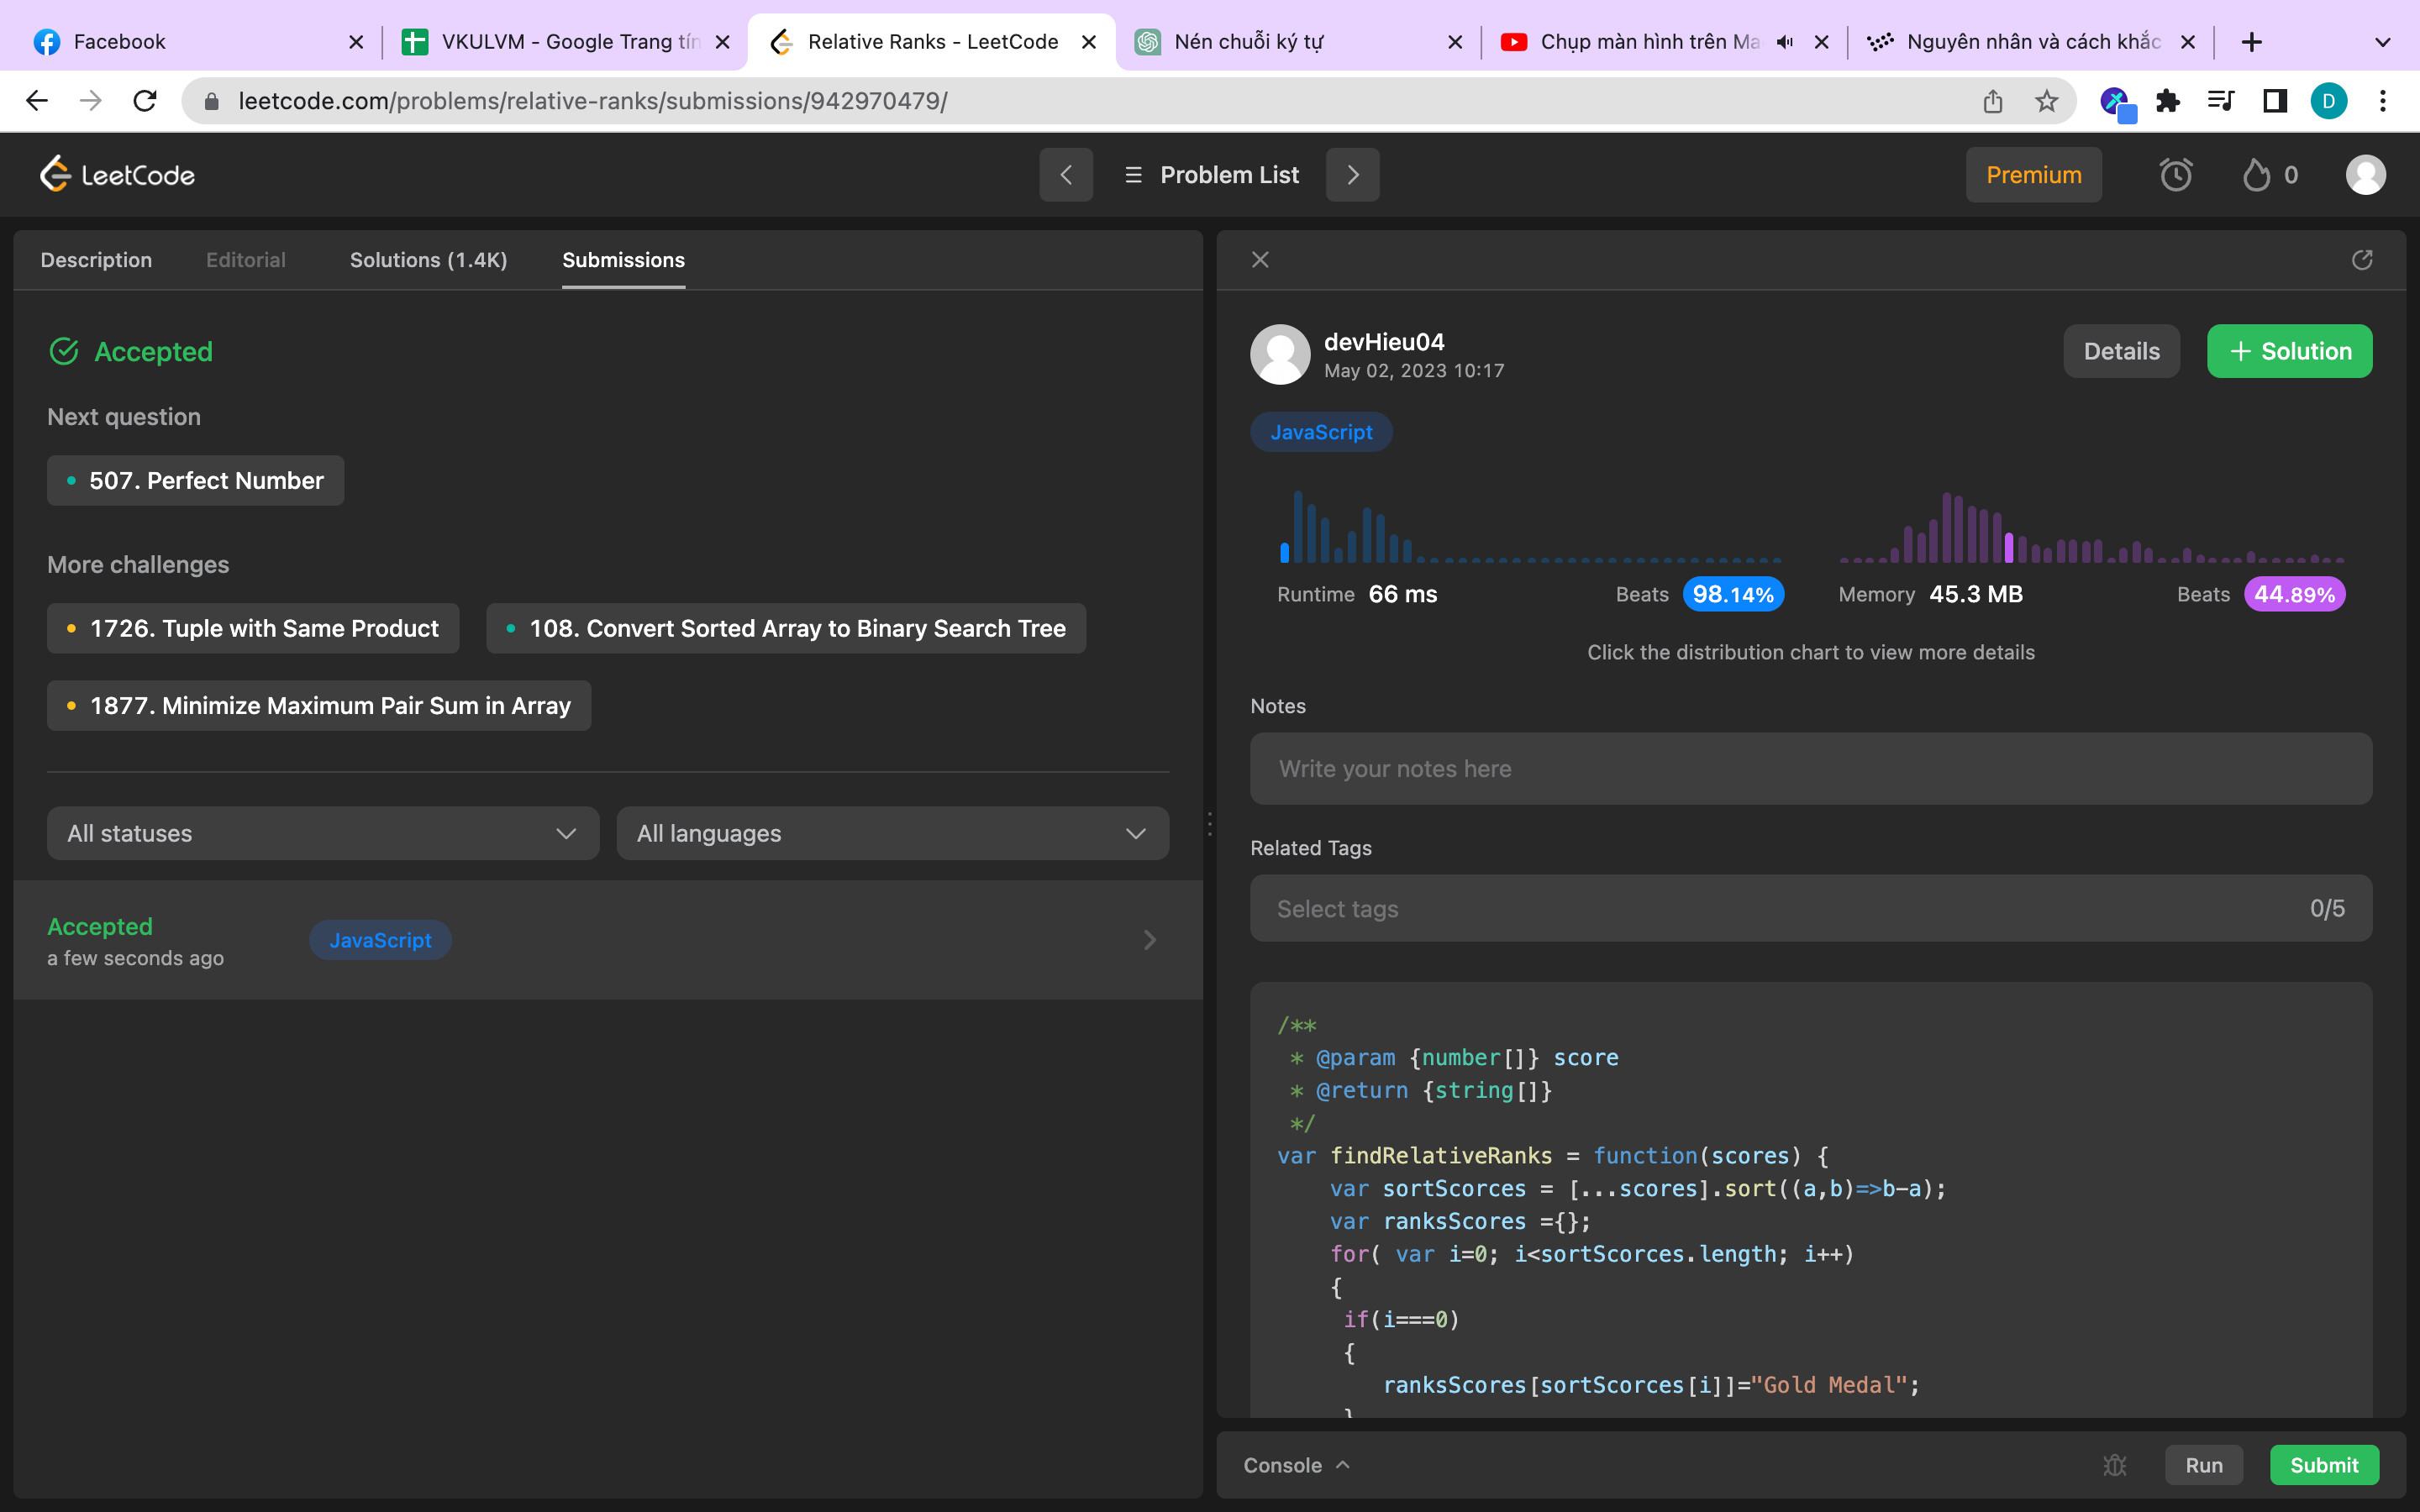 Facebook
VKULVM - Google Trang tín
Relative Ranks - LeetCode
Nén chuỗi ký tự
Chụp màn hình trên Ma
Nguyên nhân và cách khắc
leetcode.com/problems/relative-ranks/submissions/942970479/
D
LeetCode
Problem List
Premium
0
Description
Editorial
Solutions (1.4K)
Submissions
Accepted
Next question
507. Perfect Number
More challenges
1726. Tuple with Same Product
108. Convert Sorted Array to Binary Search Tree
1877. Minimize Maximum Pair Sum in Array
All statuses
All languages
Accepted
a few seconds ago
JavaScript
devHieu04
May 02, 2023 10:17
Details
+ Solution
JavaScript
Runtime 66 ms
Beats 98.14%
Memory 45.3 MB
Beats 44.89%
Click the distribution chart to view more details
Notes
Write your notes here
Related Tags
Select tags
0/5
/**
* @param {number[]} score
* @return {string[]}
*/
var findRelativeRanks = function(scores) {
var sortScorces = [...scores].sort((a,b)=>b-a);
var ranksScores ={};
for( var i=0; i<sortScorces.length; i++)
{
if(i===0)
{
ranksScores[sortScorces[i]]="Gold Medal";
}
Console
Run
Submit